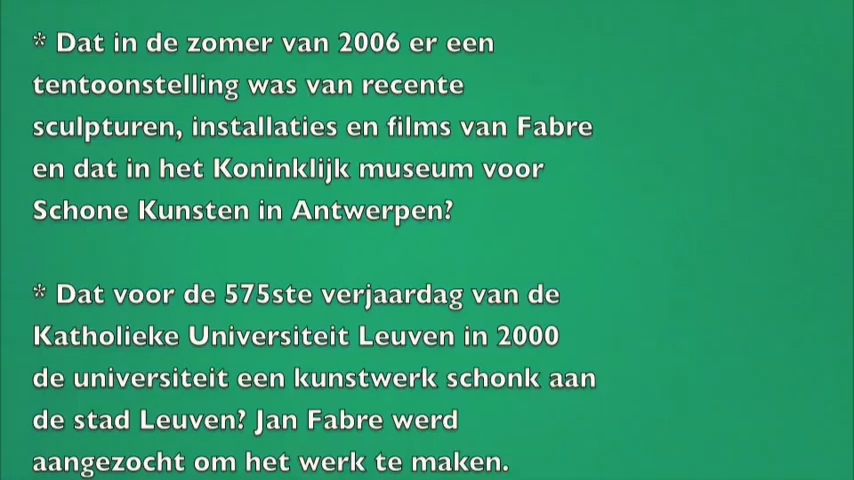 * Dat in de zomer van 2006 er een
tentoonstelling was van recente
sculpturen, installaties en films van Fabre
en dat in het Koninklijk museum voor
Schone Kunsten in Antwerpen?
* Dat voor de 575ste verjaardag van de
Katholieke Universiteit Leuven in 2000
de universiteit een kunstwerk schonk aan
de stad Leuven? Jan Fabre werd
aangezocht om het werk te maken.